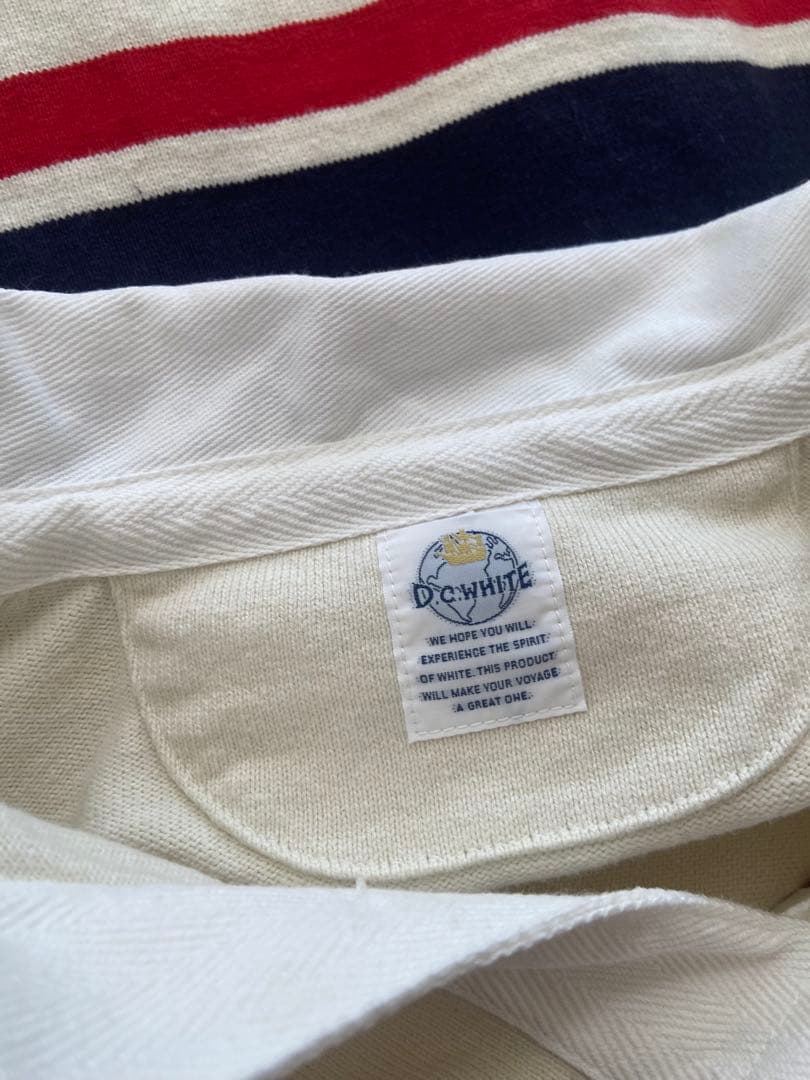 D.C.WHITE
WE HOPE YOU WILL
EXPERIENCE THE SPIRIT
OF WHITE. THIS PRODUCT
WILL MAKE YOUR VOYAGE
A GREAT ONE.